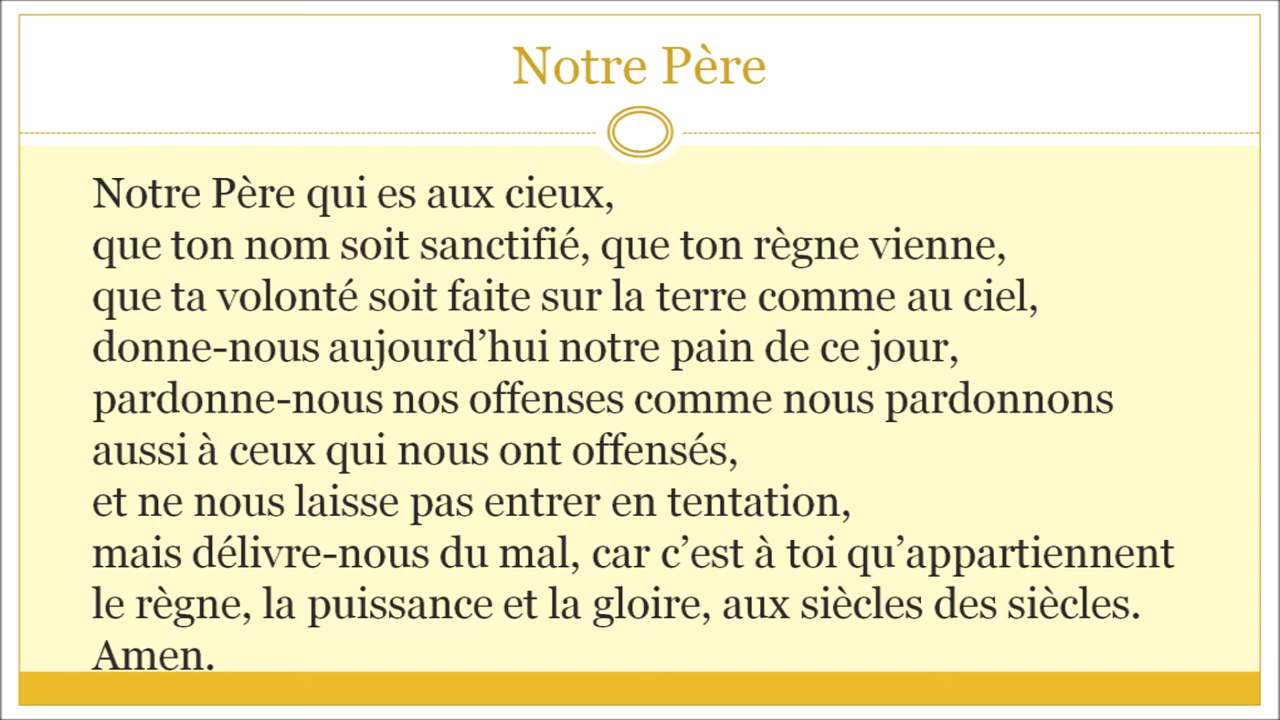 Notre Père
Notre Père qui es aux cieux,
que ton nom soit sanctifié, que ton règne vienne,
que ta volonté soit faite sur la terre comme au ciel,
donne-nous aujourd’hui notre pain de ce jour,
pardonne-nous nos offenses comme nous pardonnons
aussi à ceux qui nous ont offensés,
et ne nous laisse pas entrer en tentation,
mais délivre-nous du mal, car c’est à toi qu’appartiennent
le règne, la puissance et la gloire, aux siècles des siècles.
Amen.